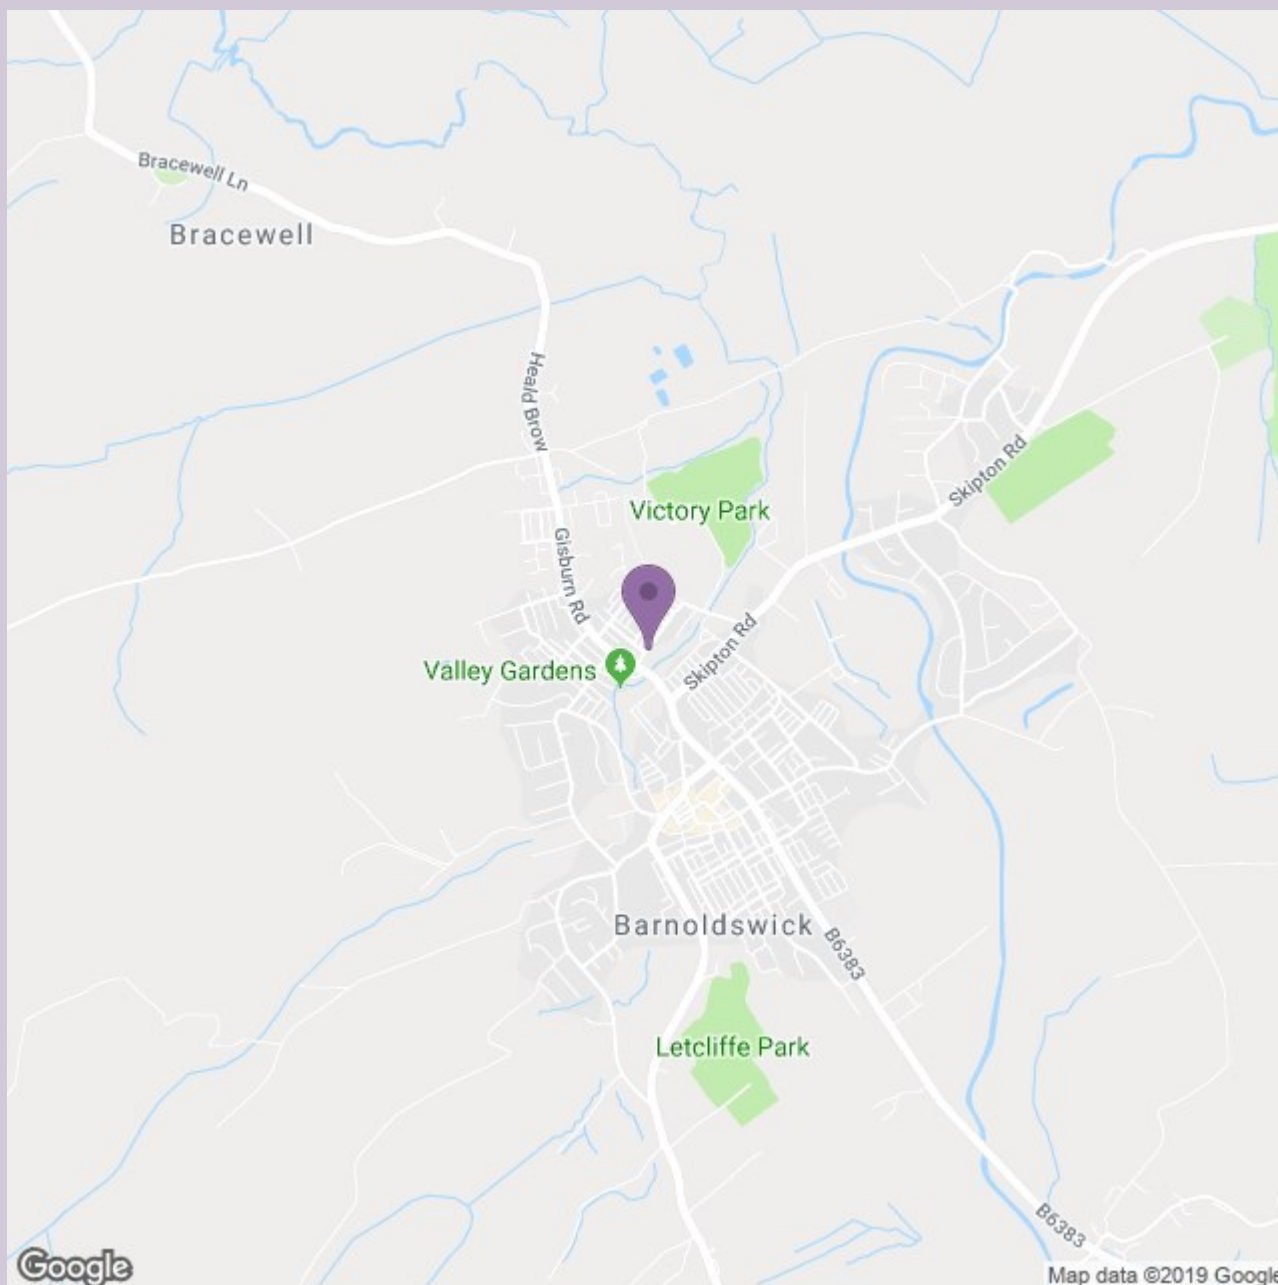 Bracewell Ln
Bracewell
Heald Brow
Skipton Rd
Victory Park
Gisburn Rd
Skipton Rd
Valley Gardens
Barnoldswick
B6383
Letcliffe Park
B6383
Google
Map data ©2019 Google